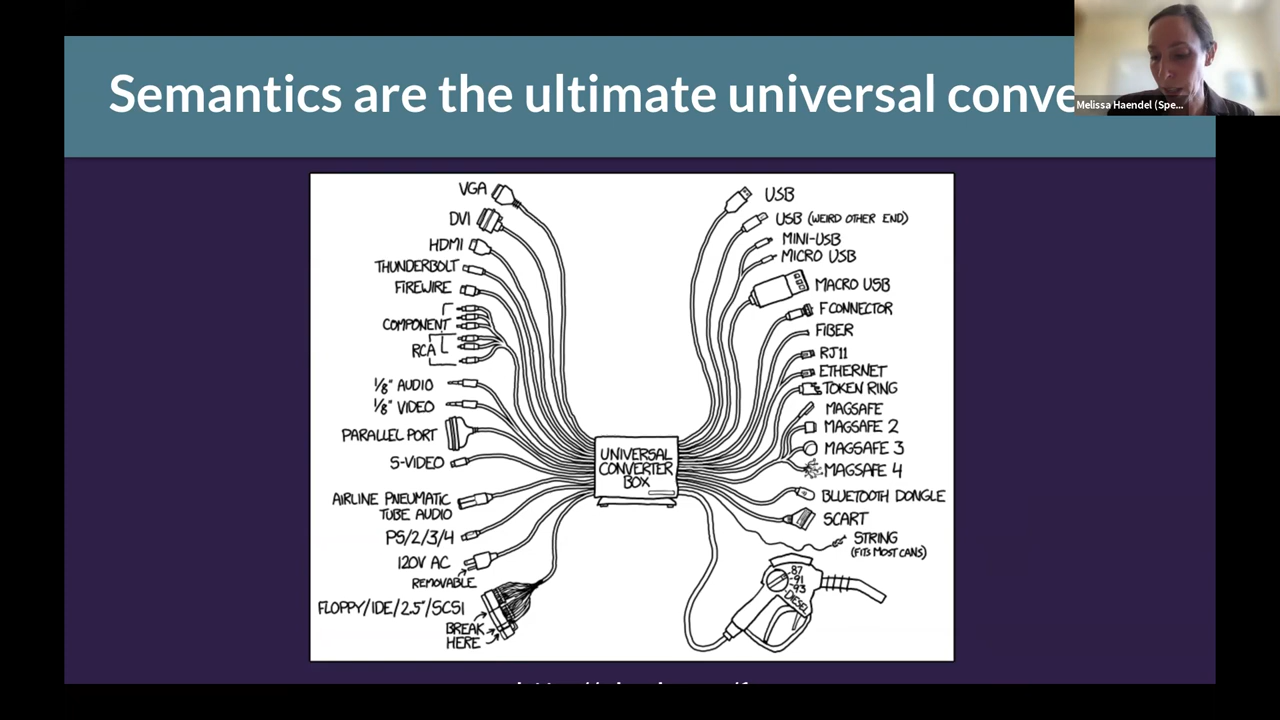 Semantics are the ultimate universal conve
Melissa Haendel (Spe...
VGA
DVI
HDMI
THUNDERBOLT
FIREWIRE
COMPONENT
RCA
1/8" AUDIO
1/8" VIDEO
PARALLEL PORT
S-VIDEO
AIRLINE PNEUMATIC
TUBE AUDIO
PS/2/3/4
120V AC
REMOVABLE
FLOPPY/IDE/2.5"/SCSI
BREAK
HERE
UNIVERSAL
CONVERTER
BOX
USB
USB (WEIRD OTHER END)
MINI-USB
MICRO USB
MACRO USB
F CONNECTOR
FIBER
RJ11
ETHERNET
TOKEN RING
MAGSAFE
MAGSAFE 2
MAGSAFE 3
MAGSAFE 4
BLUETOOTH DONGLE
SCART
STRING
(FITS MOST CANS)
87
91
93
DIESEL